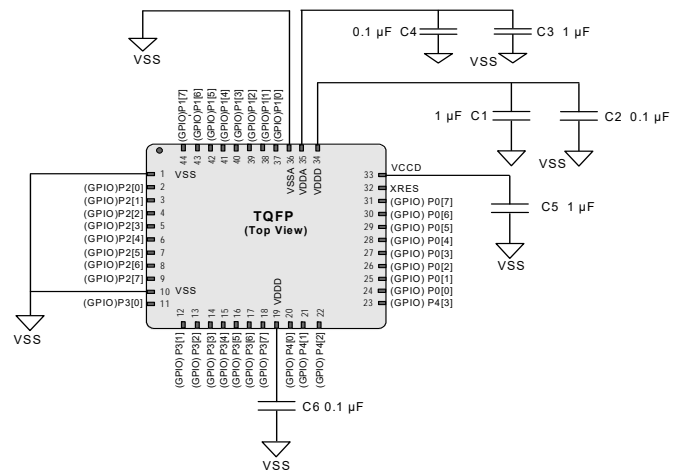 0.1 µF C4
C3 1 µF
VSS
VSS
1 µF C1
C2 0.1 µF
VSS
(GPIO)P1[7]
(GPIO)P1[6]
(GPIO)P1[5]
(GPIO)P1[4]
(GPIO)P1[3]
(GPIO)P1[2]
(GPIO)P1[1]
(GPIO)P1[0]
44
43
42
41
40
39
38
37
36
35
34
VSSA
VDDA
VDDD
1 VSS
(GPIO)P2[0] 2
(GPIO)P2[1] 3
(GPIO)P2[2] 4
(GPIO)P2[3] 5
(GPIO)P2[4] 6
(GPIO)P2[5] 7
(GPIO)P2[6] 8
(GPIO)P2[7] 9
10 VSS
(GPIO)P3[0] 11
TQFP
(Top View)
33 VCCD
32 XRES
31 (GPIO) P0[7]
30 (GPIO) P0[6]
29 (GPIO) P0[5]
28 (GPIO) P0[4]
27 (GPIO) P0[3]
26 (GPIO) P0[2]
25 (GPIO) P0[1]
24 (GPIO) P0[0]
23 (GPIO) P4[3]
C5 1 µF
VSS
VSS
12
13
14
15
16
17
18
19 VDDD
20
21
22
(GPIO) P3[1]
(GPIO) P3[2]
(GPIO) P3[3]
(GPIO) P3[4]
(GPIO) P3[5]
(GPIO) P3[6]
(GPIO) P3[7]
(GPIO) P4[0]
(GPIO) P4[1]
(GPIO) P4[2]
C6 0.1 µF
VSS